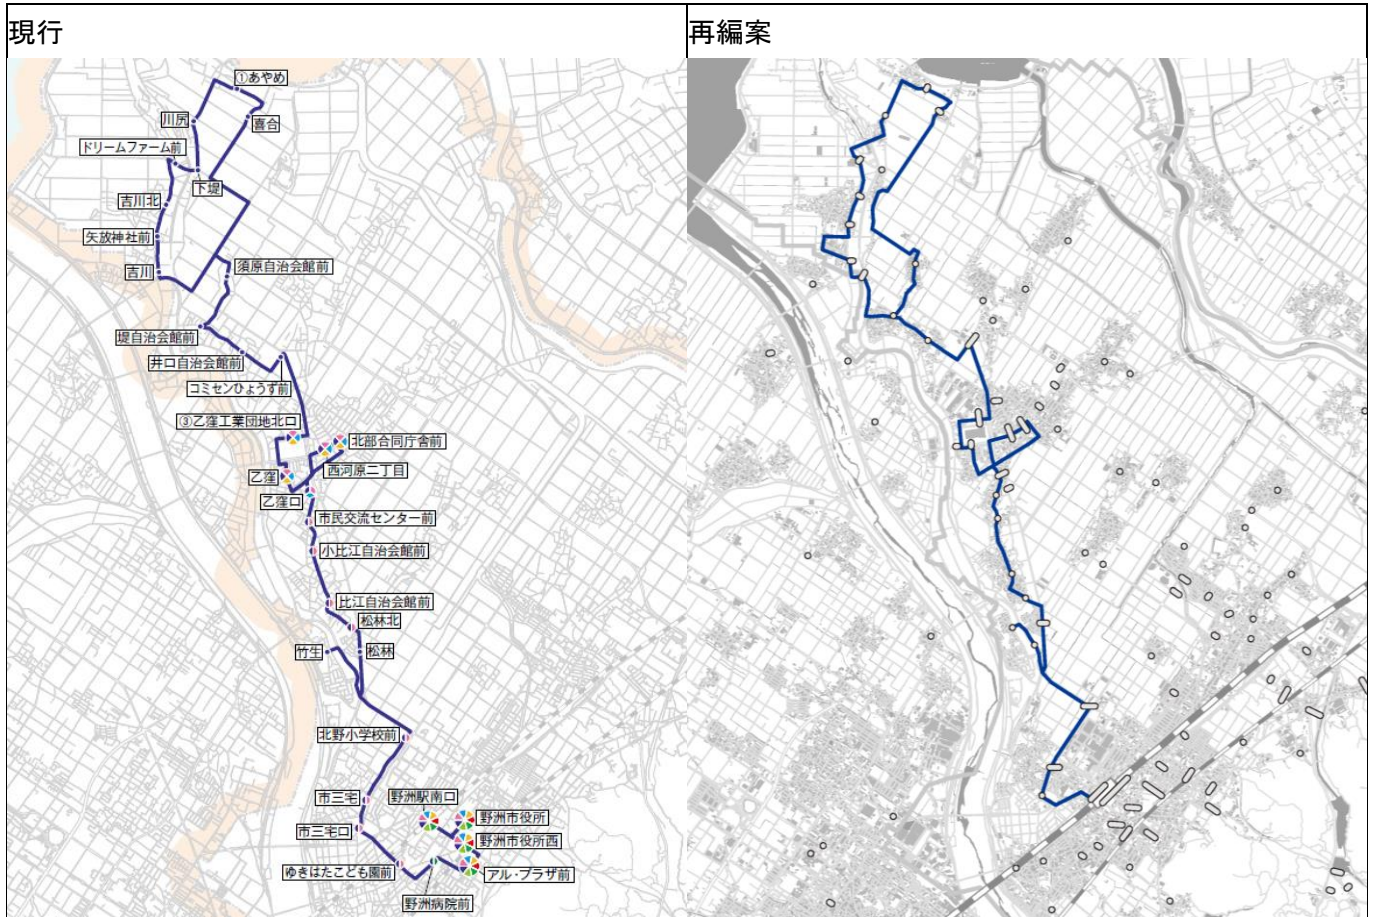 現行
再編案
①あやめ
川尻
喜合
ドリームファーム前
下堤
吉川北
矢放神社前
吉川
須原自治会館前
堤自治会館前
井口自治会館前
コミセンひょうず前
③乙窪工業団地北口
北部合同庁舎前
西河原二丁目
乙窪
乙窪口
市民交流センター前
小比江自治会館前
比江自治会館前
松林北
竹生
松林
北野小学校前
市三宅
野洲駅南口
野洲市役所
市三宅口
野洲市役所西
ゆきはたこども園前
アル・プラザ前
野洲病院前